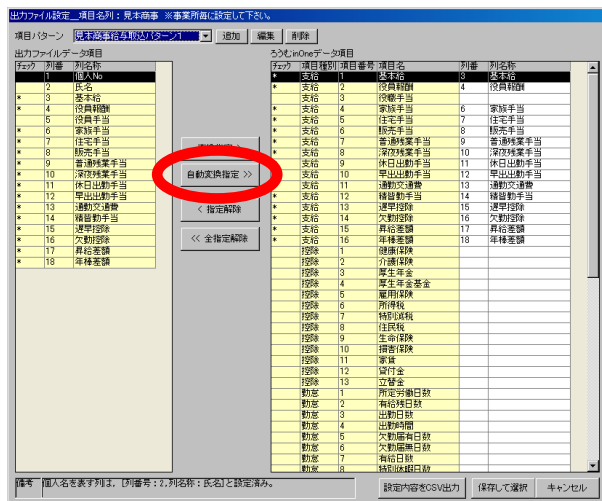 出力ファイル設定__項目名列：見本商事 ※事業所毎に設定して下さい。
項目パターン 見本商事給与取込パターン1 追加 編集 削除
出力ファイルデータ項目
ﾁｪｯｸ 列番 列名称
1 個人No
2 氏名
* 3 基本給
* 4 役員報酬
5 役員手当
* 6 家族手当
* 7 住宅手当
* 8 販売手当
* 9 普通残業手当
* 10 深夜残業手当
* 11 休日出勤手当
* 12 早出出勤手当
* 13 通勤交通費
* 14 精皆勤手当
* 15 遅早控除
* 16 欠勤控除
* 17 昇給差額
* 18 年棒差額
自動変換指定 >>
< 指定解除
<< 全指定解除
ろうむinOneデータ項目
ﾁｪｯｸ 項目種別 項目番号 項目名 列番 列名称
* 支給 1 基本給 3 基本給
* 支給 2 役員報酬 4 役員報酬
支給 3 役職手当
* 支給 4 家族手当 6 家族手当
* 支給 5 住宅手当 7 住宅手当
* 支給 6 販売手当 8 販売手当
* 支給 7 普通残業手当 9 普通残業手当
* 支給 8 深夜残業手当 10 深夜残業手当
* 支給 9 休日出勤手当 11 休日出勤手当
* 支給 10 早出出勤手当 12 早出出勤手当
* 支給 11 通勤交通費 13 通勤交通費
* 支給 12 精皆勤手当 14 精皆勤手当
* 支給 13 遅早控除 15 遅早控除
* 支給 14 欠勤控除 16 欠勤控除
* 支給 15 昇給差額 17 昇給差額
* 支給 16 年棒差額 18 年棒差額
控除 1 健康保険
控除 2 介護保険
控除 3 厚生年金
控除 4 厚生年金基金
控除 5 雇用保険
控除 6 所得税
控除 7 特別減税
控除 8 住民税
控除 9 生命保険
控除 10 損害保険
控除 11 家賃
控除 12 貸付金
控除 13 立替金
勤怠 1 所定労働日数
勤怠 2 有給残日数
勤怠 3 出勤日数
勤怠 4 出勤時間
勤怠 5 欠勤届有日数
勤怠 6 欠勤届無日数
勤怠 7 有給日数
勤怠 8 特別休暇日数
備考 個人名を表す列は、[列番号：2,列名称：氏名]と設定済み。
設定内容をCSV出力 保存して選択 キャンセル